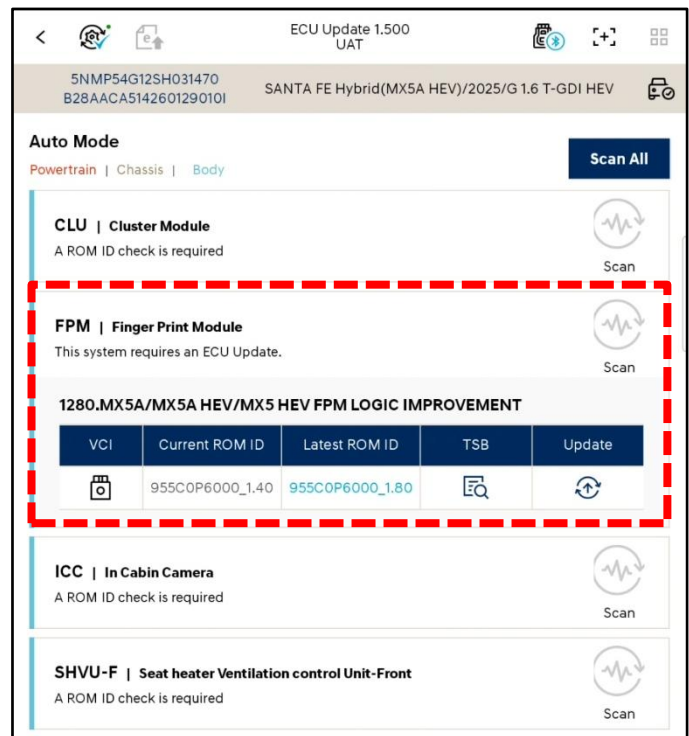 ECU Update 1.500
UAT
5NMP54G12SH031470
B28AACA514260129010I
SANTA FE Hybrid(MX5A HEV)/2025/G 1.6 T-GDI HEV
Auto Mode
Scan All
Powertrain | Chassis | Body
CLU | Cluster Module
A ROM ID check is required
Scan
FPM | Finger Print Module
This system requires an ECU Update.
Scan
1280.MX5A/MX5A HEV/MX5 HEV FPM LOGIC IMPROVEMENT
VCI Current ROM ID Latest ROM ID TSB Update
955C0P6000_1.40 955C0P6000_1.80
ICC | In Cabin Camera
A ROM ID check is required
Scan
SHVU-F | Seat heater Ventilation control Unit-Front
A ROM ID check is required
Scan